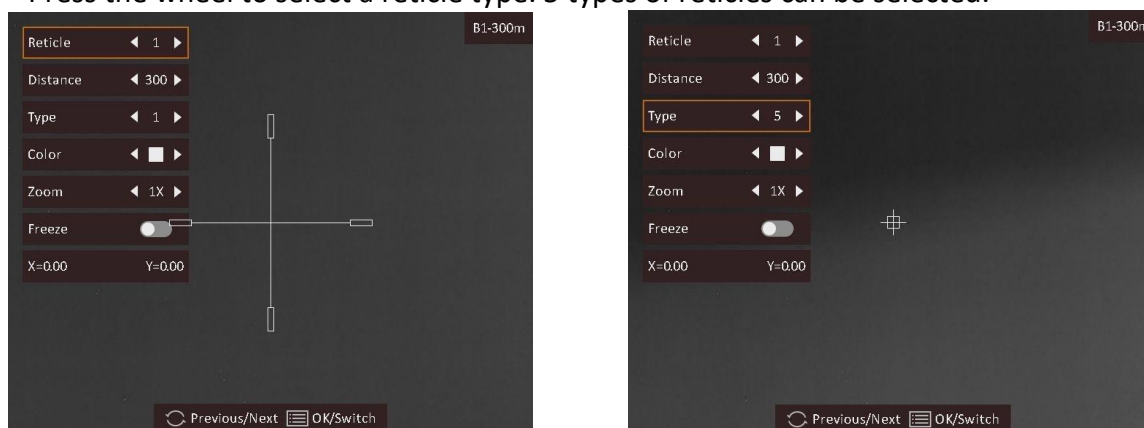 Press the wheel to select a reticle type. 5 types of reticles can be selected.
B1-300m
Reticle 1
Distance 300
Type 1
Color
Zoom 1X
Freeze
X=0.00 Y=0.00
Previous/Next OK/Switch
B1-300m
Reticle 1
Distance 300
Type 5
Color
Zoom 1X
Freeze
X=0.00 Y=0.00
Previous/Next OK/Switch